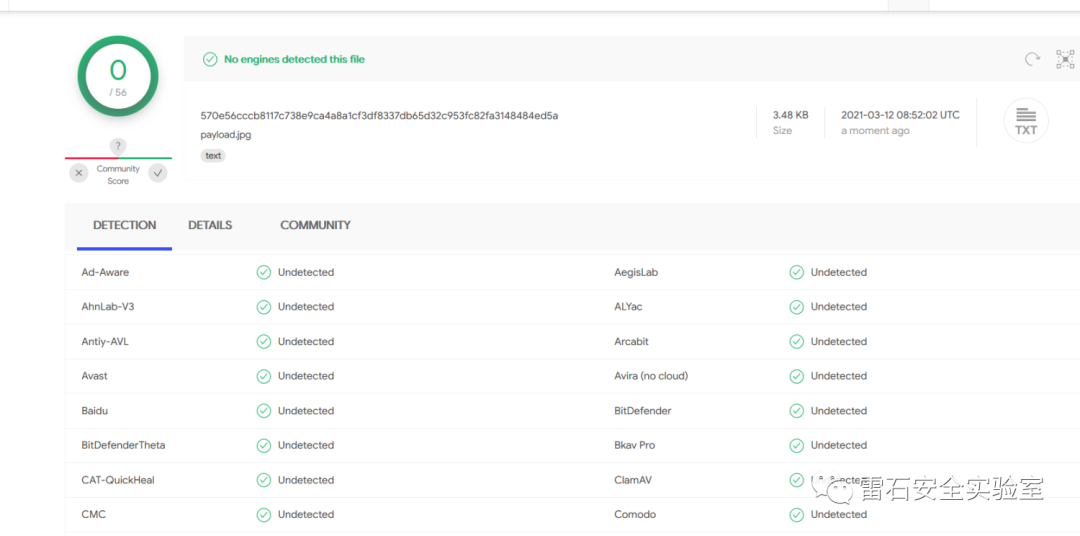 0
/ 56
?
Community
Score
No engines detected this file
570e56cccb8117c738e9ca4a8a1cf3df8337db65d32c953fc82fa3148484ed5a
payload.jpg
text
3.48 KB
Size
2021-03-12 08:52:02 UTC
a moment ago
TXT
DETECTION DETAILS COMMUNITY
Ad-Aware Undetected AegisLab Undetected
AhnLab-V3 Undetected ALYac Undetected
Antiy-AVL Undetected Arcabit Undetected
Avast Undetected Avira (no cloud) Undetected
Baidu Undetected BitDefender Undetected
BitDefenderTheta Undetected Bkav Pro Undetected
CAT-QuickHeal Undetected ClamAV
雷石安全实验室
CMC Undetected Comodo Undetected